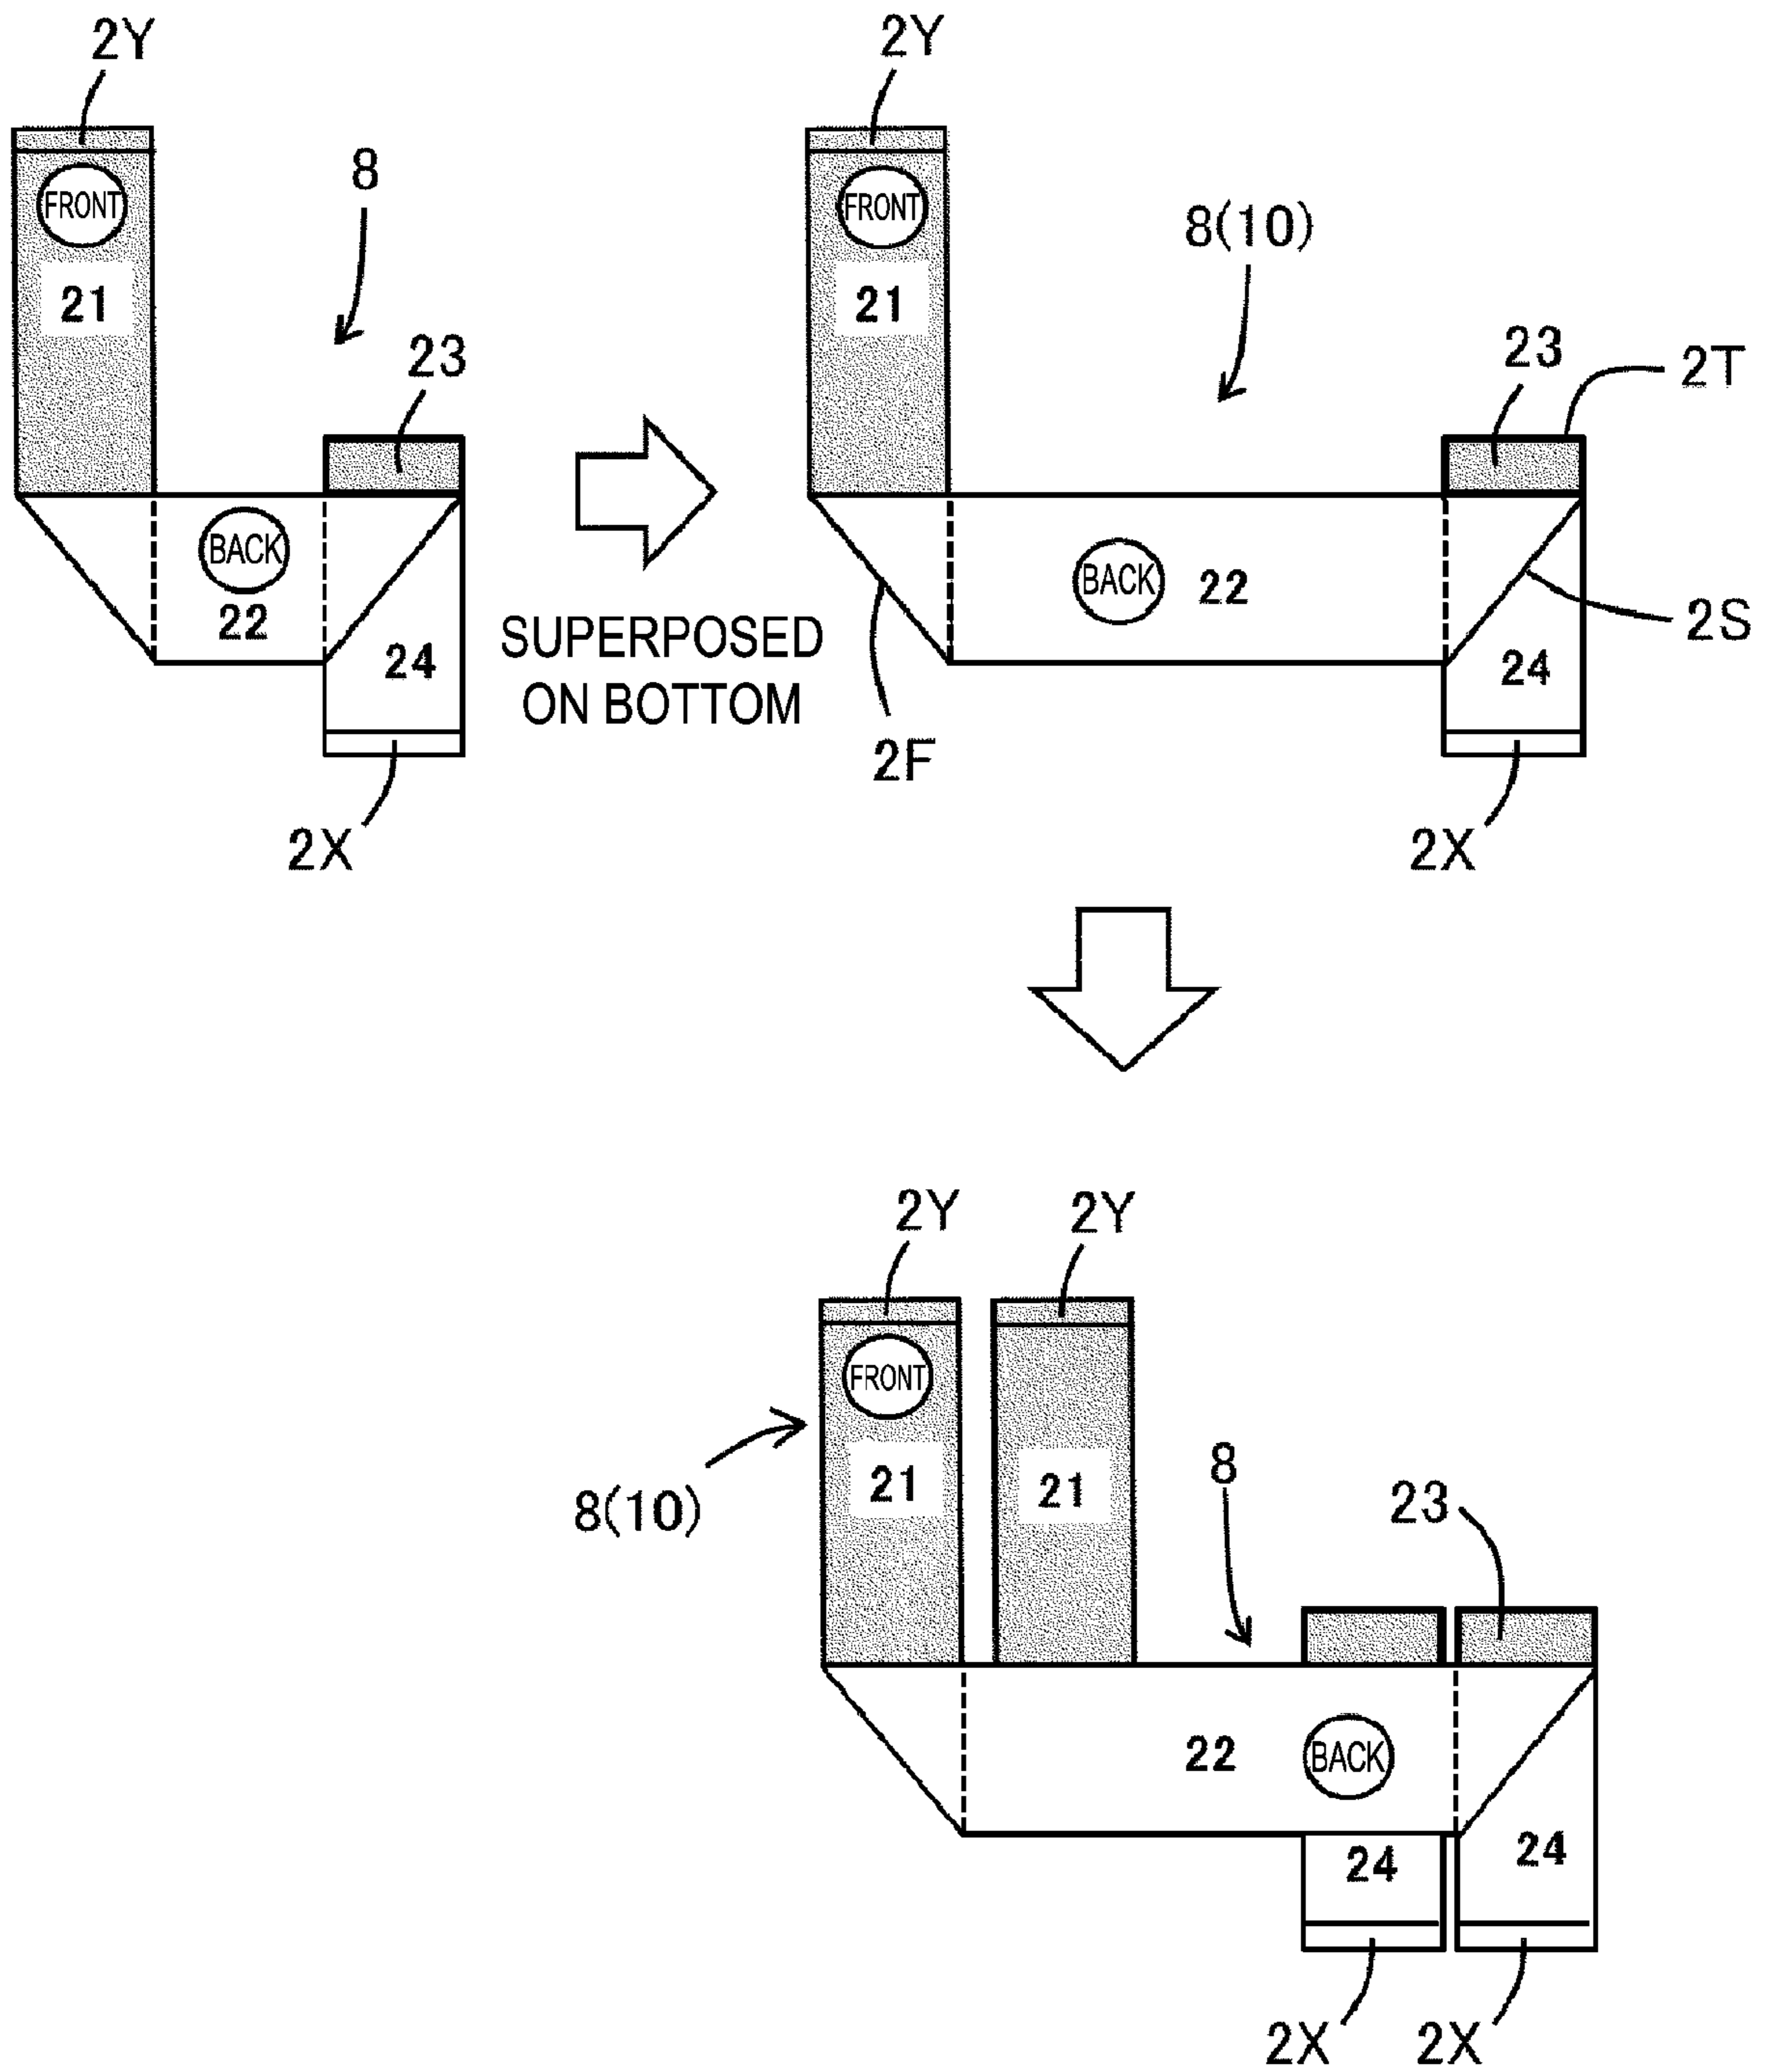 2Y
2Y
FRONT
8
FRONT
8(10)
21
21
23
23
2T
BACK
BACK
22
22
2S
SUPERPOSED
ON BOTTOM
24
24
2F
2X
2X
2Y
2Y
FRONT
8(10)
21
21
8
23
22
BACK
24
24
2X
2X